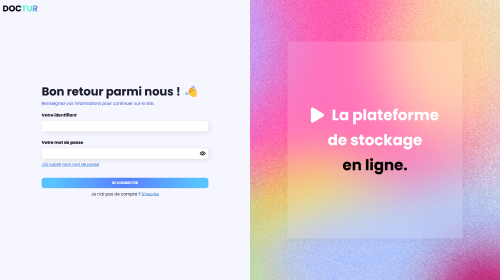 DOCTUR
Bon retour parmi nous ! 👋
Renseignez vos informations pour continuer sur le site.
Votre identifiant
Votre mot de passe
J'ai oublié mon mot de passe
SE CONNECTER
Je n'ai pas de compte ? S'inscrire
La plateforme
de stockage
en ligne.